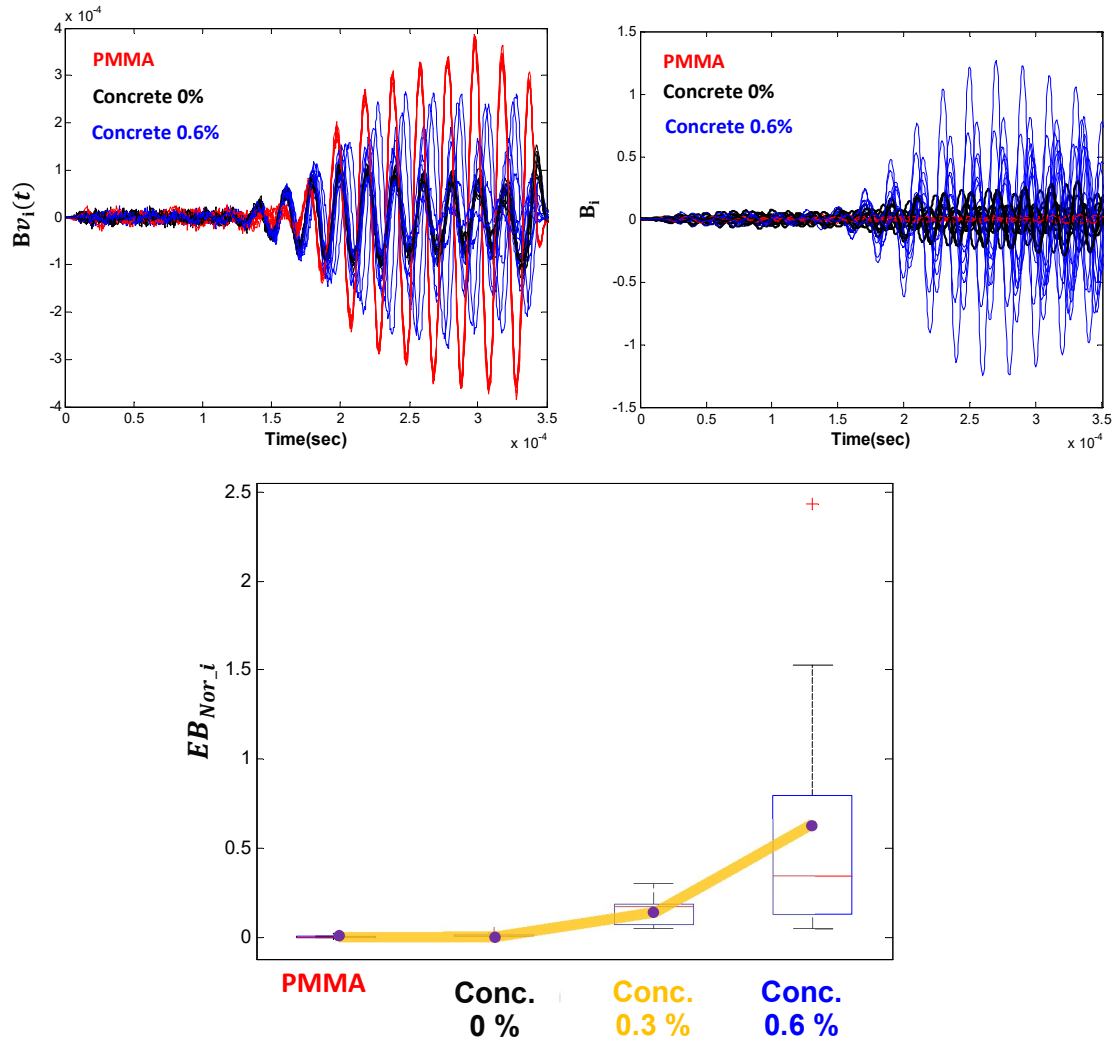 x 10⁻⁴
4
3
2
1
0
-1
-2
-3
-4
Bvᵢ(t)
PMMA
Concrete 0%
Concrete 0.6%
0 0.5 1 1.5 2 2.5 3 3.5
Time(sec)
x 10⁻⁴
1.5
1
0.5
0
-0.5
-1
-1.5
Bᵢ
PMMA
Concrete 0%
Concrete 0.6%
0 0.5 1 1.5 2 2.5 3 3.5
Time(sec)
x 10⁻⁴
2.5
2
1.5
1
0.5
0
EB_Nor_i
PMMA Conc. Conc. Conc.
0 % 0.3 % 0.6 %